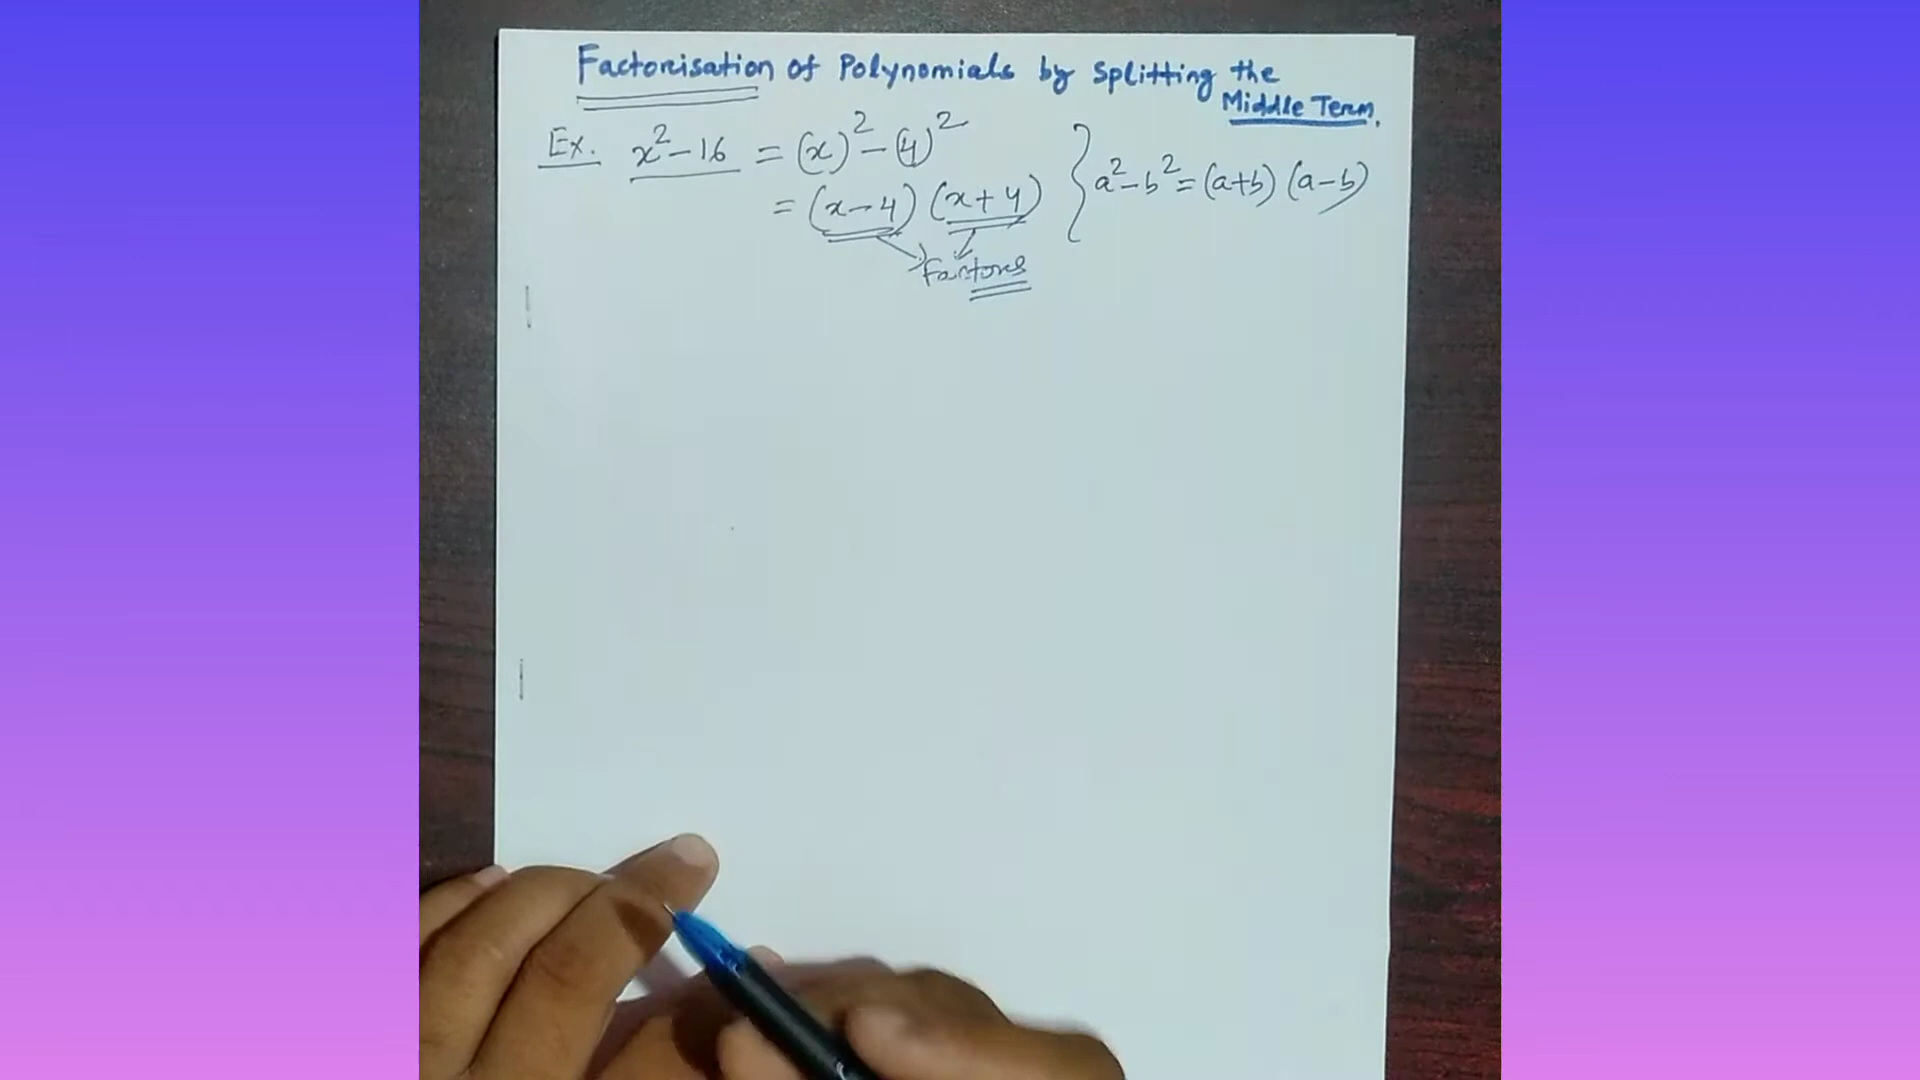 Factorisation of Polynomials by Splitting the
Middle Term.
Ex. x²-16 = (x)² - (4)²
= (x-4) (x+4) } a²-b² = (a+b) (a-b)
Factors